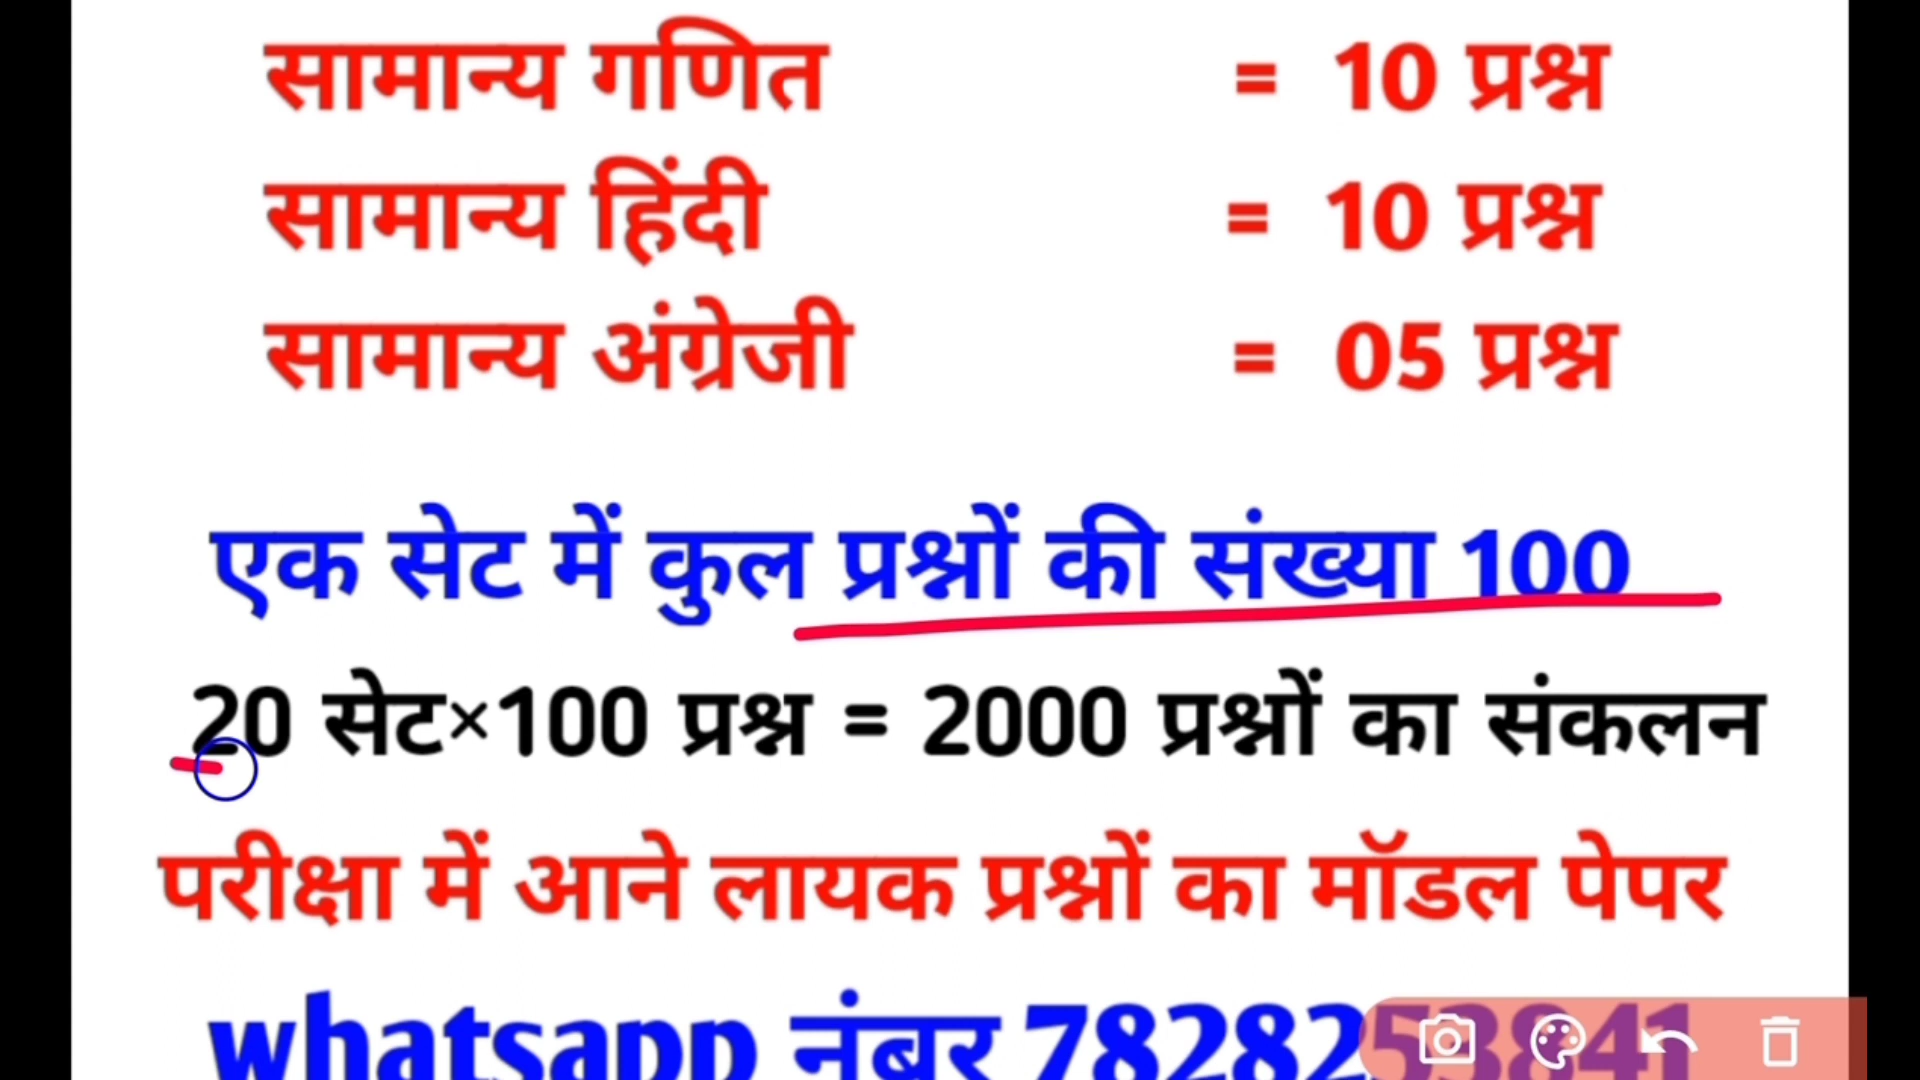 सामान्य गणित = 10 प्रश्न
सामान्य हिंदी = 10 प्रश्न
सामान्य अंग्रेजी = 05 प्रश्न
एक सेट में कुल प्रश्नों की संख्या 100
20 सेट×100 प्रश्न = 2000 प्रश्नों का संकलन
परीक्षा में आने लायक प्रश्नों का मॉडल पेपर
whatsapp नंबर 7828253841